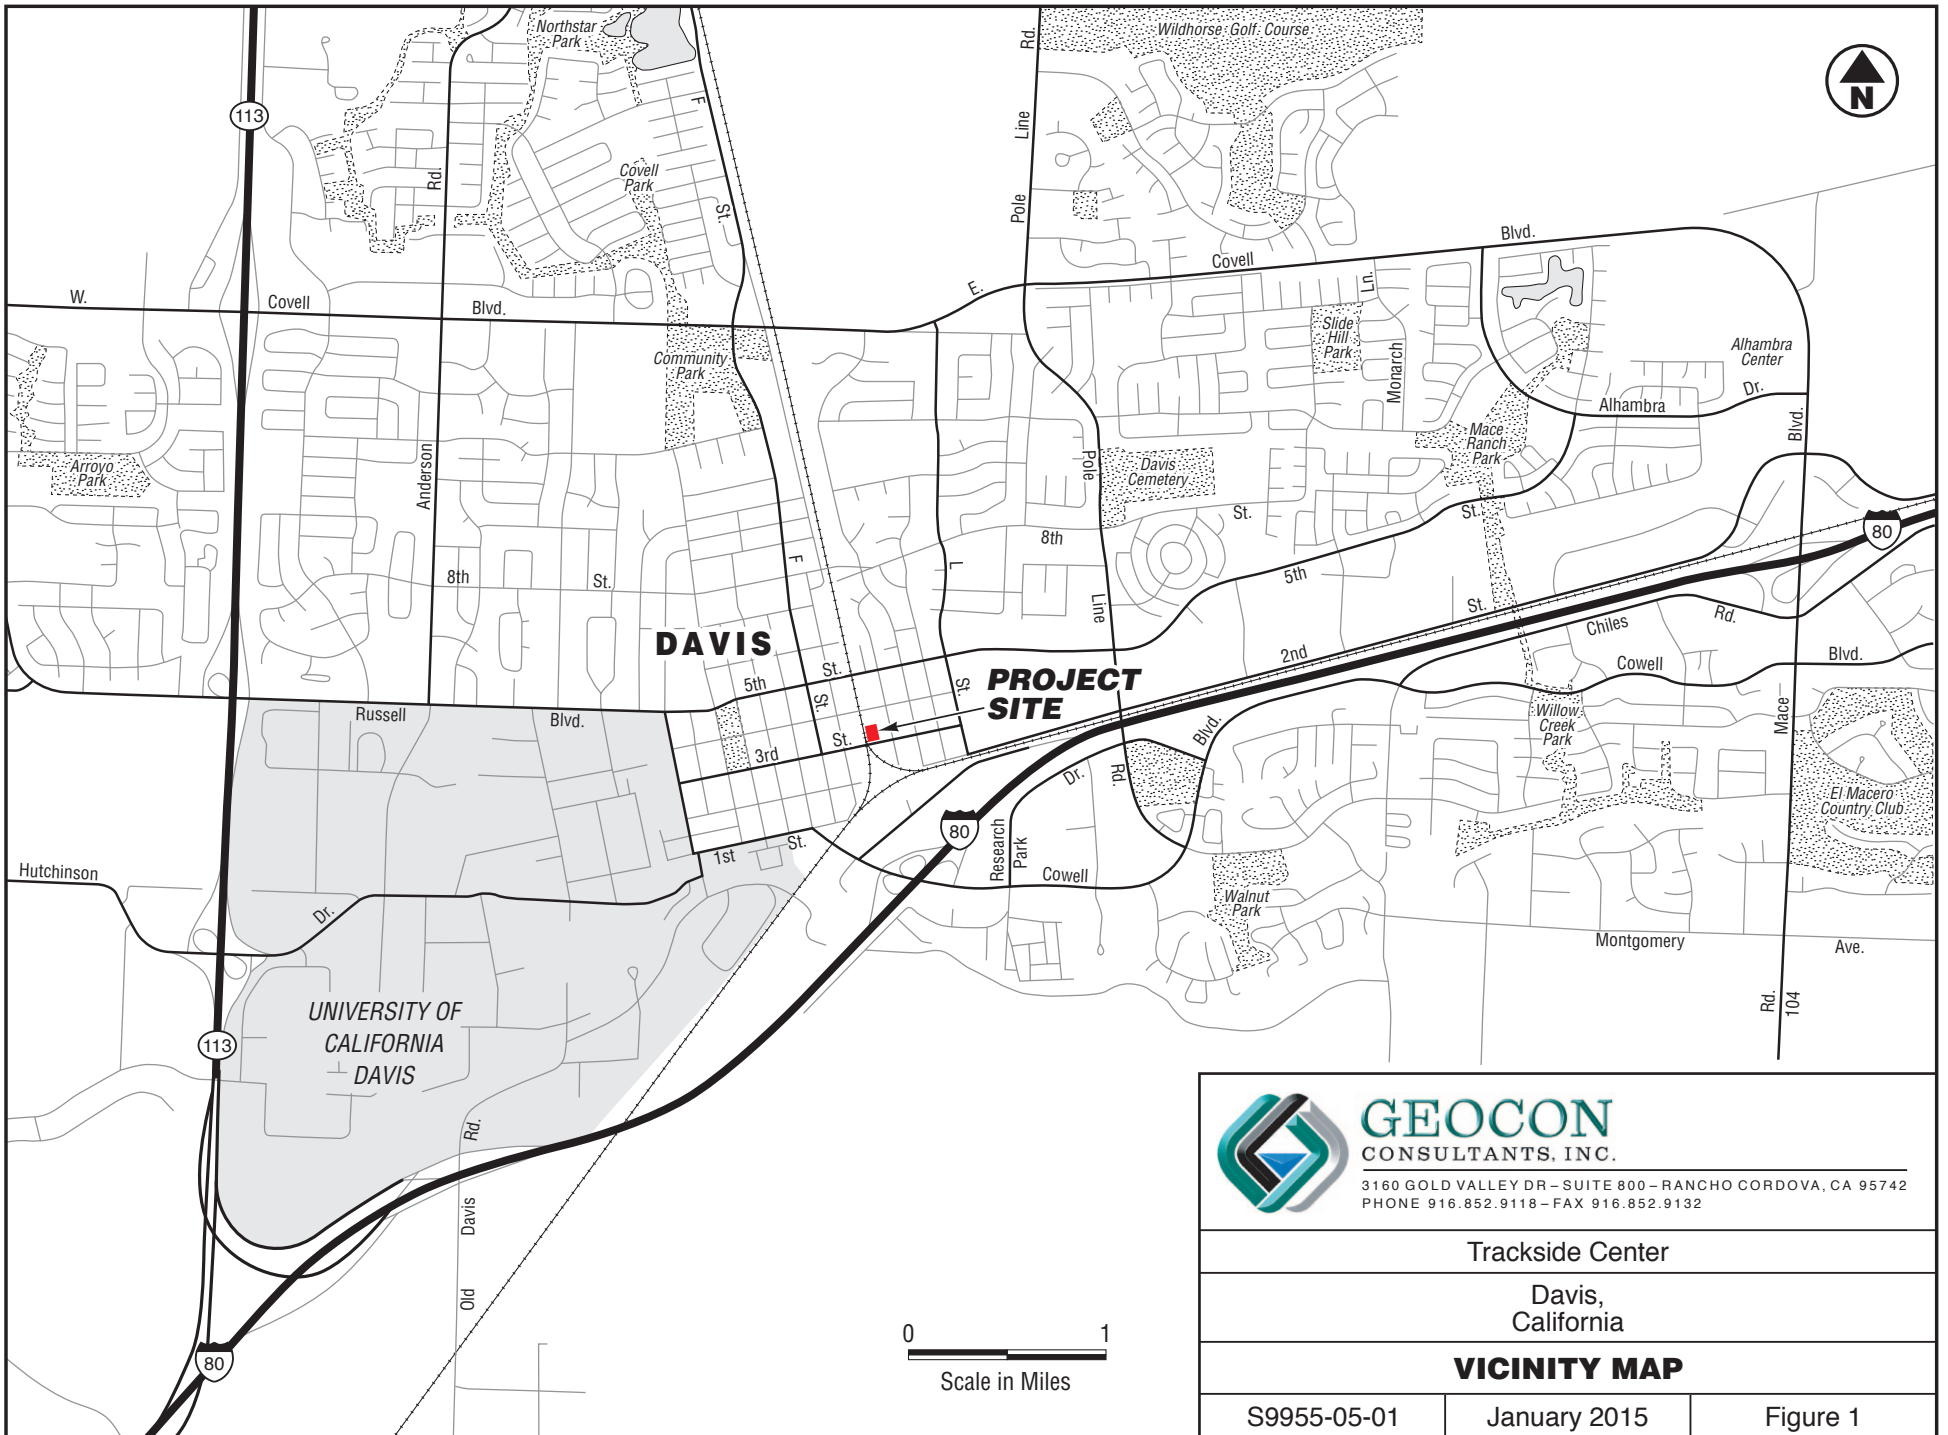 Northstar
Park
Wildhorse Golf Course
Rd.
Line
Pole
N
113
F
St.
Rd.
Covell
Park
W.
Covell
Blvd.
E.
Covell
Blvd.
Ln.
Monarch
Slide
Hill
Park
Community
Park
Alhambra
Center
Dr.
Alhambra
Blvd.
Arroyo
Park
Anderson
Pole
Davis
Cemetery
Mace
Ranch
Park
St.
St.
80
8th
8th
St.
F
L
5th
Line
St.
Chiles
Rd.
DAVIS
St.
5th
St.
St.
2nd
Cowell
Blvd.
PROJECT
SITE
Russell
Blvd.
3rd
St.
Blvd.
Willow
Creek
Park
Mace
Dr.
Rd.
El Macero
Country Club
80
Research
Park
1st
St.
Cowell
Hutchinson
Dr.
Walnut
Park
Montgomery
Ave.
Rd.
104
UNIVERSITY OF
CALIFORNIA
DAVIS
113
Rd.
Davis
Old
80
0 1
Scale in Miles
GEOCON
CONSULTANTS, INC.
3160 GOLD VALLEY DR – SUITE 800 – RANCHO CORDOVA, CA 95742
PHONE 916.852.9118 – FAX 916.852.9132
Trackside Center
Davis,
California
VICINITY MAP
S9955-05-01
January 2015
Figure 1